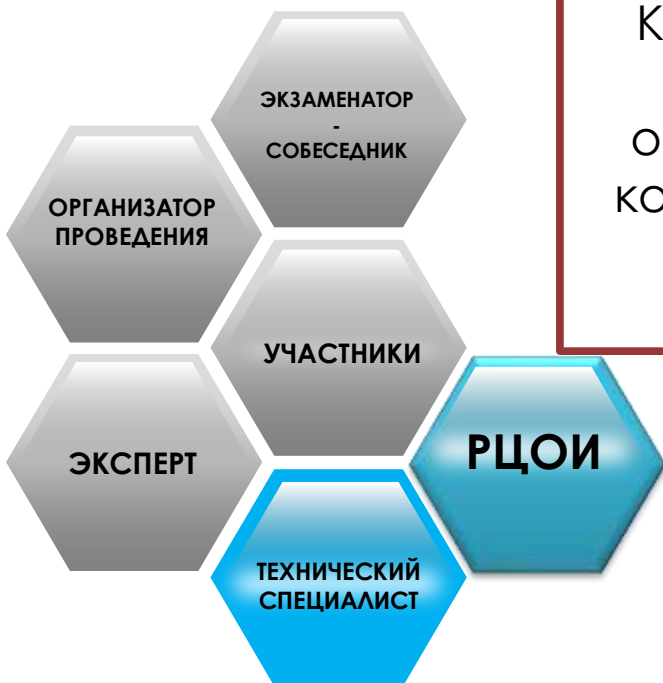 ЭКЗАМЕНАТОР
-
СОБЕСЕДНИК
ОРГАНИЗАТОР
ПРОВЕДЕНИЯ
УЧАСТНИКИ
ЭКСПЕРТ
РЦОИ
ТЕХНИЧЕСКИЙ
СПЕЦИАЛИСТ